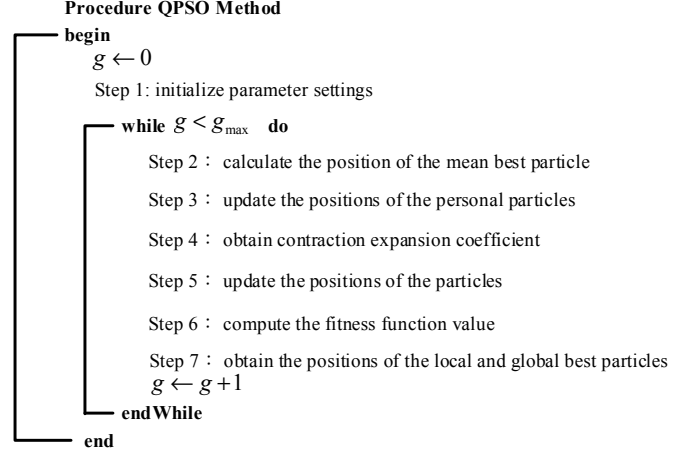 Procedure QPSO Method
begin
g ← 0
Step 1: initialize parameter settings
while g < g_max do
Step 2： calculate the position of the mean best particle
Step 3： update the positions of the personal particles
Step 4： obtain contraction expansion coefficient
Step 5： update the positions of the particles
Step 6： compute the fitness function value
Step 7： obtain the positions of the local and global best particles
g ← g +1
endWhile
end